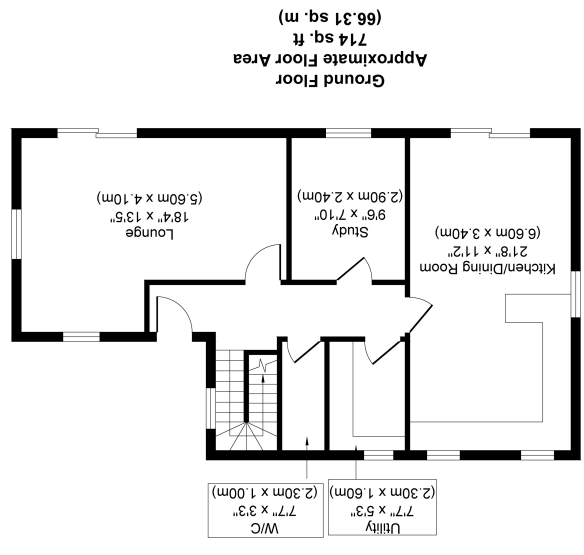 Utility
7'7" x 5'3"
(2.30m x 1.60m)
W/C
7'7" x 3'3"
(2.30m x 1.00m)
Kitchen/Dining Room
21'8" x 11'2"
(6.60m x 3.40m)
Study
9'6" x 7'10"
(2.90m x 2.40m)
Lounge
18'4" x 13'5"
(5.60m x 4.10m)
Ground Floor
Approximate Floor Area
714 sq. ft
(66.31 sq. m)